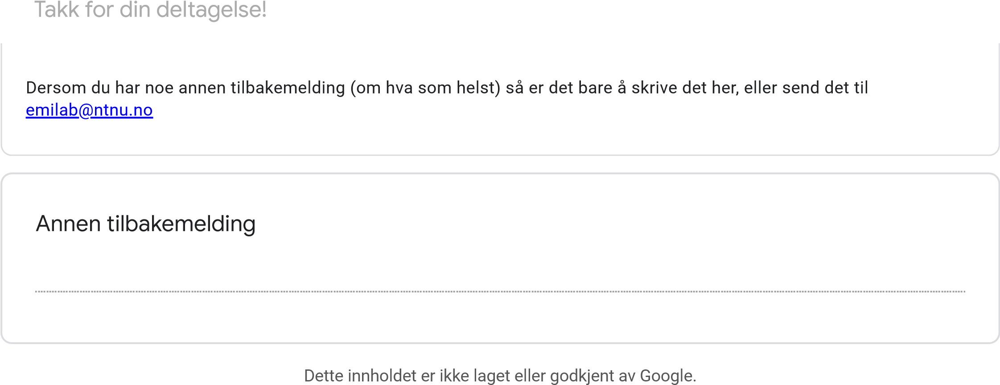 Takk for din deltagelse!
Dersom du har noe annen tilbakemelding (om hva som helst) så er det bare å skrive det her, eller send det til
emilab@ntnu.no
Annen tilbakemelding
Dette innholdet er ikke laget eller godkjent av Google.